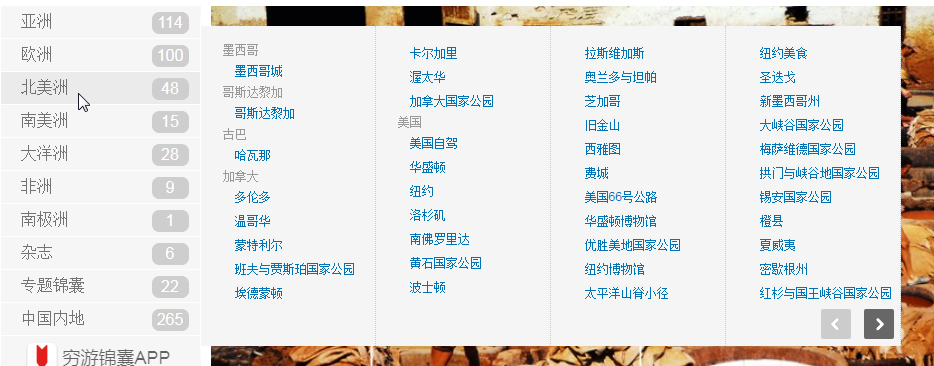 亚洲 114
欧洲 100
北美洲 48
南美洲 15
大洋洲 28
非洲 9
南极洲 1
杂志 6
专题锦囊 22
中国内地 265
穷游锦囊APP
墨西哥
墨西哥城
哥斯达黎加
哥斯达黎加
古巴
哈瓦那
加拿大
多伦多
温哥华
蒙特利尔
班夫与贾斯珀国家公园
埃德蒙顿
卡尔加里
渥太华
加拿大国家公园
美国
美国自驾
华盛顿
纽约
洛杉矶
南佛罗里达
黄石国家公园
波士顿
拉斯维加斯
奥兰多与坦帕
芝加哥
旧金山
西雅图
费城
美国66号公路
华盛顿博物馆
优胜美地国家公园
纽约博物馆
太平洋山脊小径
纽约美食
圣迭戈
新墨西哥州
大峡谷国家公园
梅萨维德国家公园
拱门与峡谷地国家公园
锡安国家公园
橙县
夏威夷
密歇根州
红杉与国王峡谷国家公园